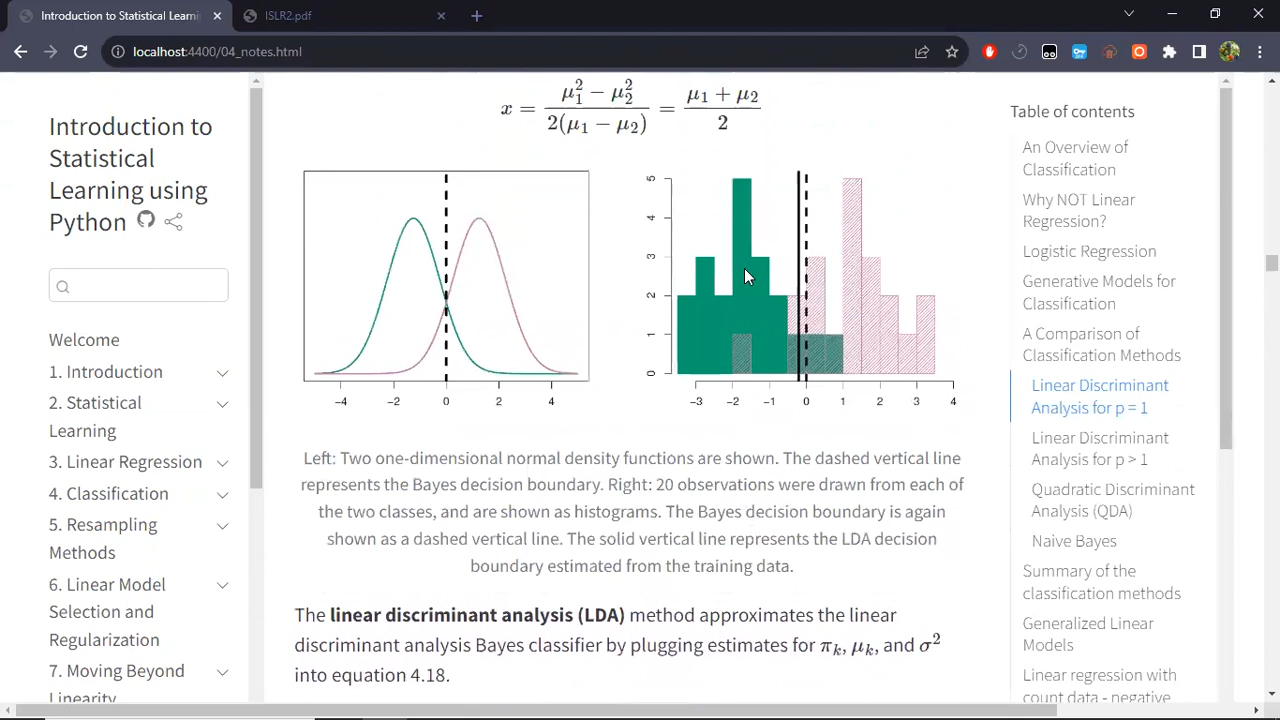 Introduction to Statistical Learni
ISLR2.pdf
localhost:4400/04_notes.html
Introduction to
Statistical
Learning using
Python
Welcome
1. Introduction
2. Statistical
Learning
3. Linear Regression
4. Classification
5. Resampling
Methods
6. Linear Model
Selection and
Regularization
7. Moving Beyond
Linearity
x = μ₁² − μ₂² / 2(μ₁ − μ₂) = μ₁ + μ₂ / 2
−4 −2 0 2 4
5
4
3
2
1
0
−3 −2 −1 0 1 2 3 4
Left: Two one-dimensional normal density functions are shown. The dashed vertical line
represents the Bayes decision boundary. Right: 20 observations were drawn from each of
the two classes, and are shown as histograms. The Bayes decision boundary is again
shown as a dashed vertical line. The solid vertical line represents the LDA decision
boundary estimated from the training data.
The linear discriminant analysis (LDA) method approximates the linear
discriminant analysis Bayes classifier by plugging estimates for πₖ, μₖ, and σ²
into equation 4.18.
Table of contents
An Overview of
Classification
Why NOT Linear
Regression?
Logistic Regression
Generative Models for
Classification
A Comparison of
Classification Methods
Linear Discriminant
Analysis for p = 1
Linear Discriminant
Analysis for p > 1
Quadratic Discriminant
Analysis (QDA)
Naive Bayes
Summary of the
classification methods
Generalized Linear
Models
Linear regression with
count data - negative